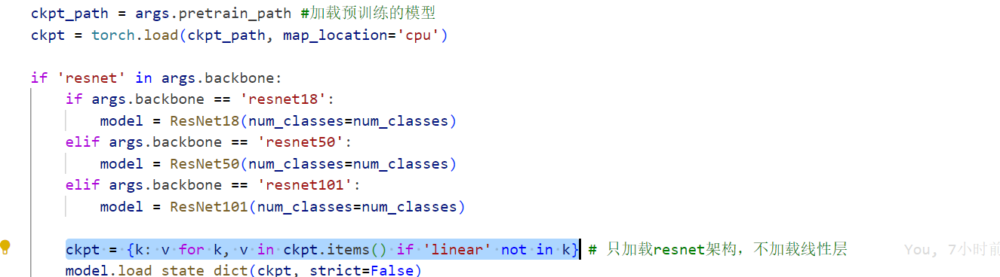 ckpt_path = args.pretrain_path #加载预训练的模型
ckpt = torch.load(ckpt_path, map_location='cpu')
if 'resnet' in args.backbone:
if args.backbone == 'resnet18':
model = ResNet18(num_classes=num_classes)
elif args.backbone == 'resnet50':
model = ResNet50(num_classes=num_classes)
elif args.backbone == 'resnet101':
model = ResNet101(num_classes=num_classes)
ckpt = {k: v for k, v in ckpt.items() if 'linear' not in k} # 只加载resnet架构，不加载线性层 You, 7小时前
model.load_state_dict(ckpt, strict=False)